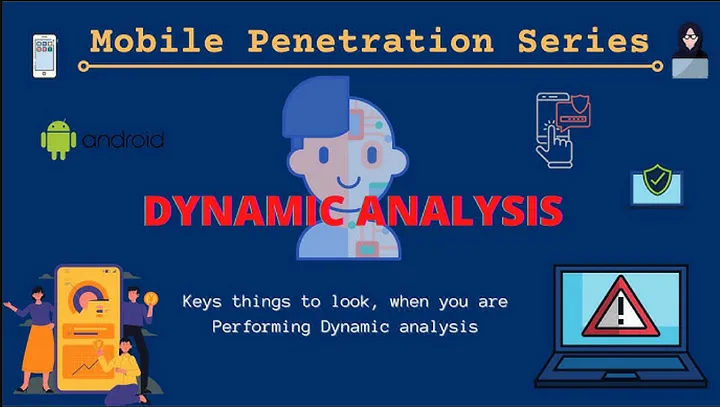 Mobile Penetration Series
android
DYNAMIC ANALYSIS
Keys things to look, when you are
Performing Dynamic analysis